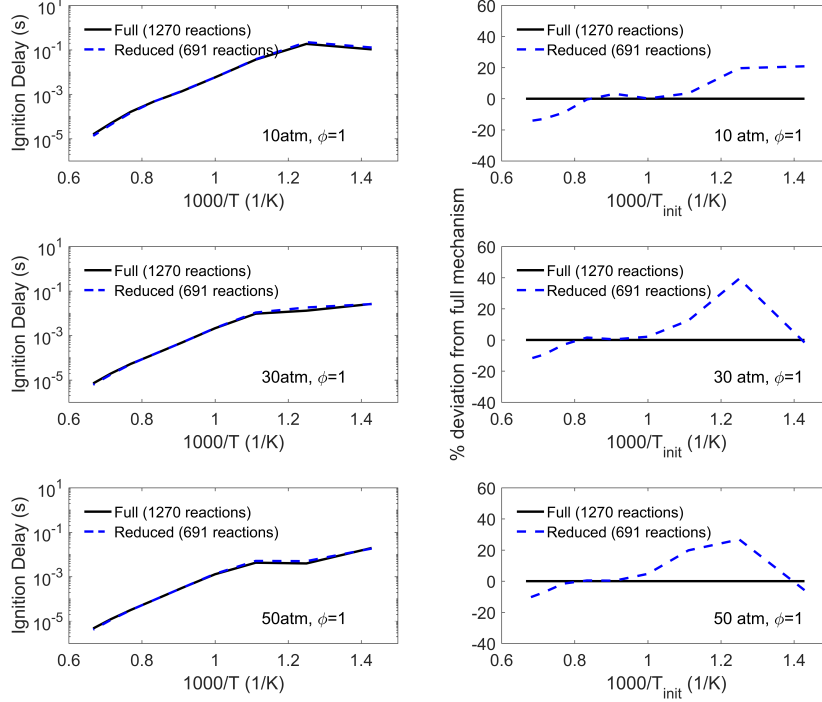 Ignition Delay (s)
10^1
10^-1
10^-3
10^-5
Full (1270 reactions)
Reduced (691 reactions)
10atm, ϕ=1
0.6 0.8 1 1.2 1.4
1000/T (1/K)
60
40
20
0
-20
-40
Full (1270 reactions)
Reduced (691 reactions)
10 atm, ϕ=1
0.6 0.8 1 1.2 1.4
1000/T_init (1/K)
Ignition Delay (s)
10^1
10^-1
10^-3
10^-5
Full (1270 reactions)
Reduced (691 reactions)
30atm, ϕ=1
0.6 0.8 1 1.2 1.4
1000/T (1/K)
% deviation from full mechanism
60
40
20
0
-20
-40
Full (1270 reactions)
Reduced (691 reactions)
30 atm, ϕ=1
0.6 0.8 1 1.2 1.4
1000/T_init (1/K)
Ignition Delay (s)
10^1
10^-1
10^-3
10^-5
Full (1270 reactions)
Reduced (691 reactions)
50atm, ϕ=1
0.6 0.8 1 1.2 1.4
1000/T (1/K)
60
40
20
0
-20
-40
Full (1270 reactions)
Reduced (691 reactions)
50 atm, ϕ=1
0.6 0.8 1 1.2 1.4
1000/T_init (1/K)